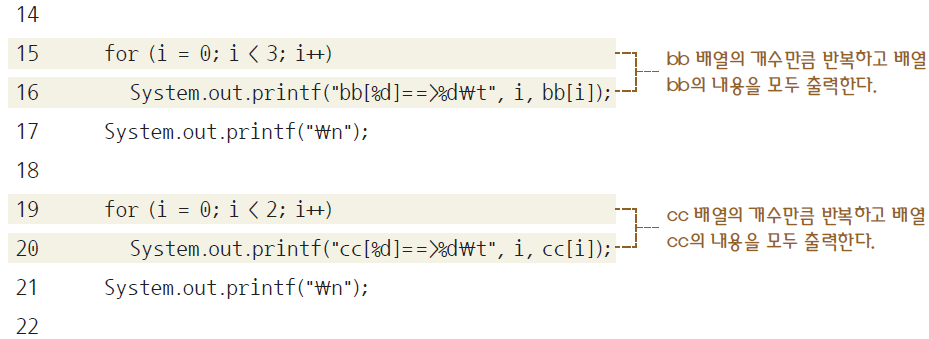 14
15 for (i = 0; i < 3; i++) bb 배열의 개수만큼 반복하고 배열
16 System.out.printf("bb[%d]==>%d₩t", i, bb[i]); bb의 내용을 모두 출력한다.
17 System.out.printf("₩n");
18
19 for (i = 0; i < 2; i++) cc 배열의 개수만큼 반복하고 배열
20 System.out.printf("cc[%d]==>%d₩t", i, cc[i]); cc의 내용을 모두 출력한다.
21 System.out.printf("₩n");
22